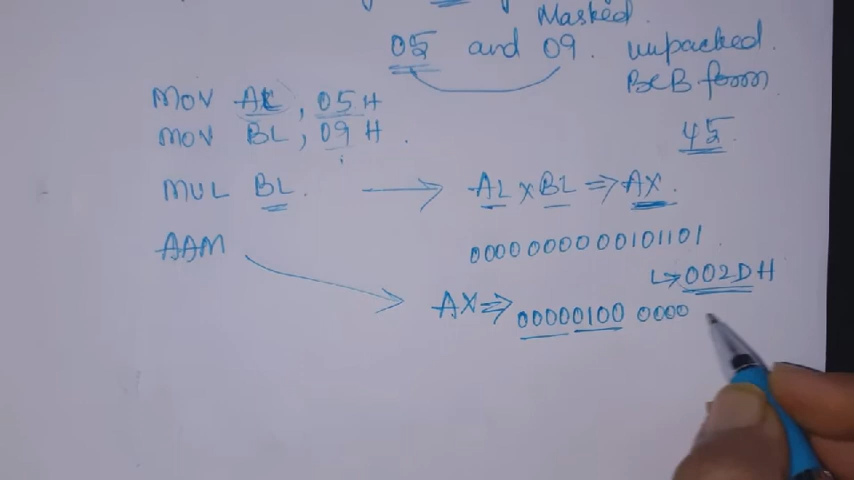 Masked.
05 and 09. unpacked.
BCB form
MOV AL, 05H
MOV BL, 09H.
45
MUL BL. → AL×BL ⇒ AX.
AAM
0000000000101101
↳ 002DH
AX ⇒ 00000100 0000